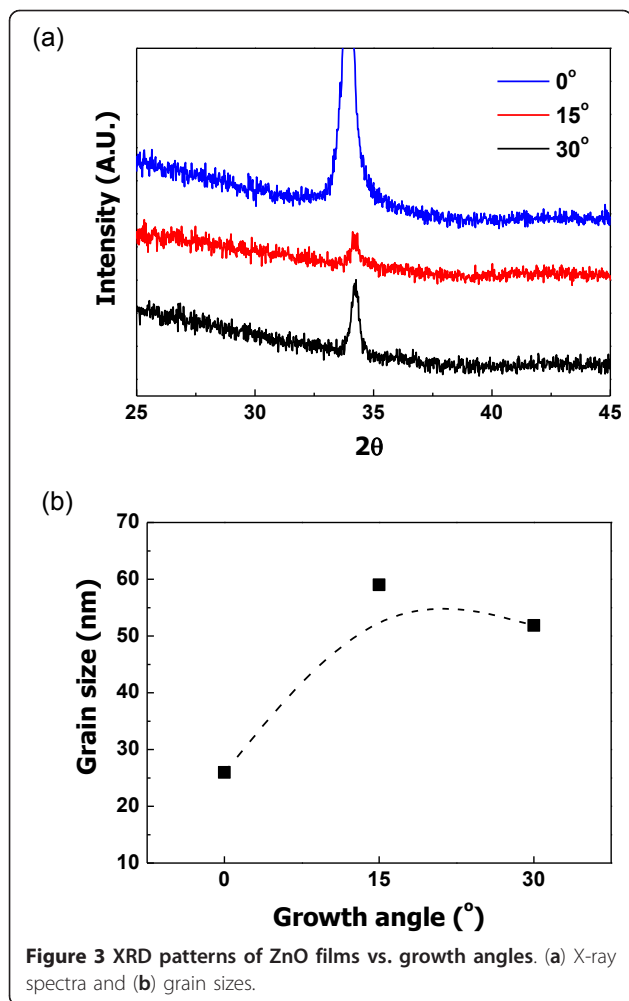 (a)
Intensity (A.U.)
0°
15°
30°
25 30 35 40 45
2θ
(b)
Grain size (nm)
70
60
50
40
30
20
10
0 15 30
Growth angle (°)
Figure 3 XRD patterns of ZnO films vs. growth angles. (a) X-ray
spectra and (b) grain sizes.